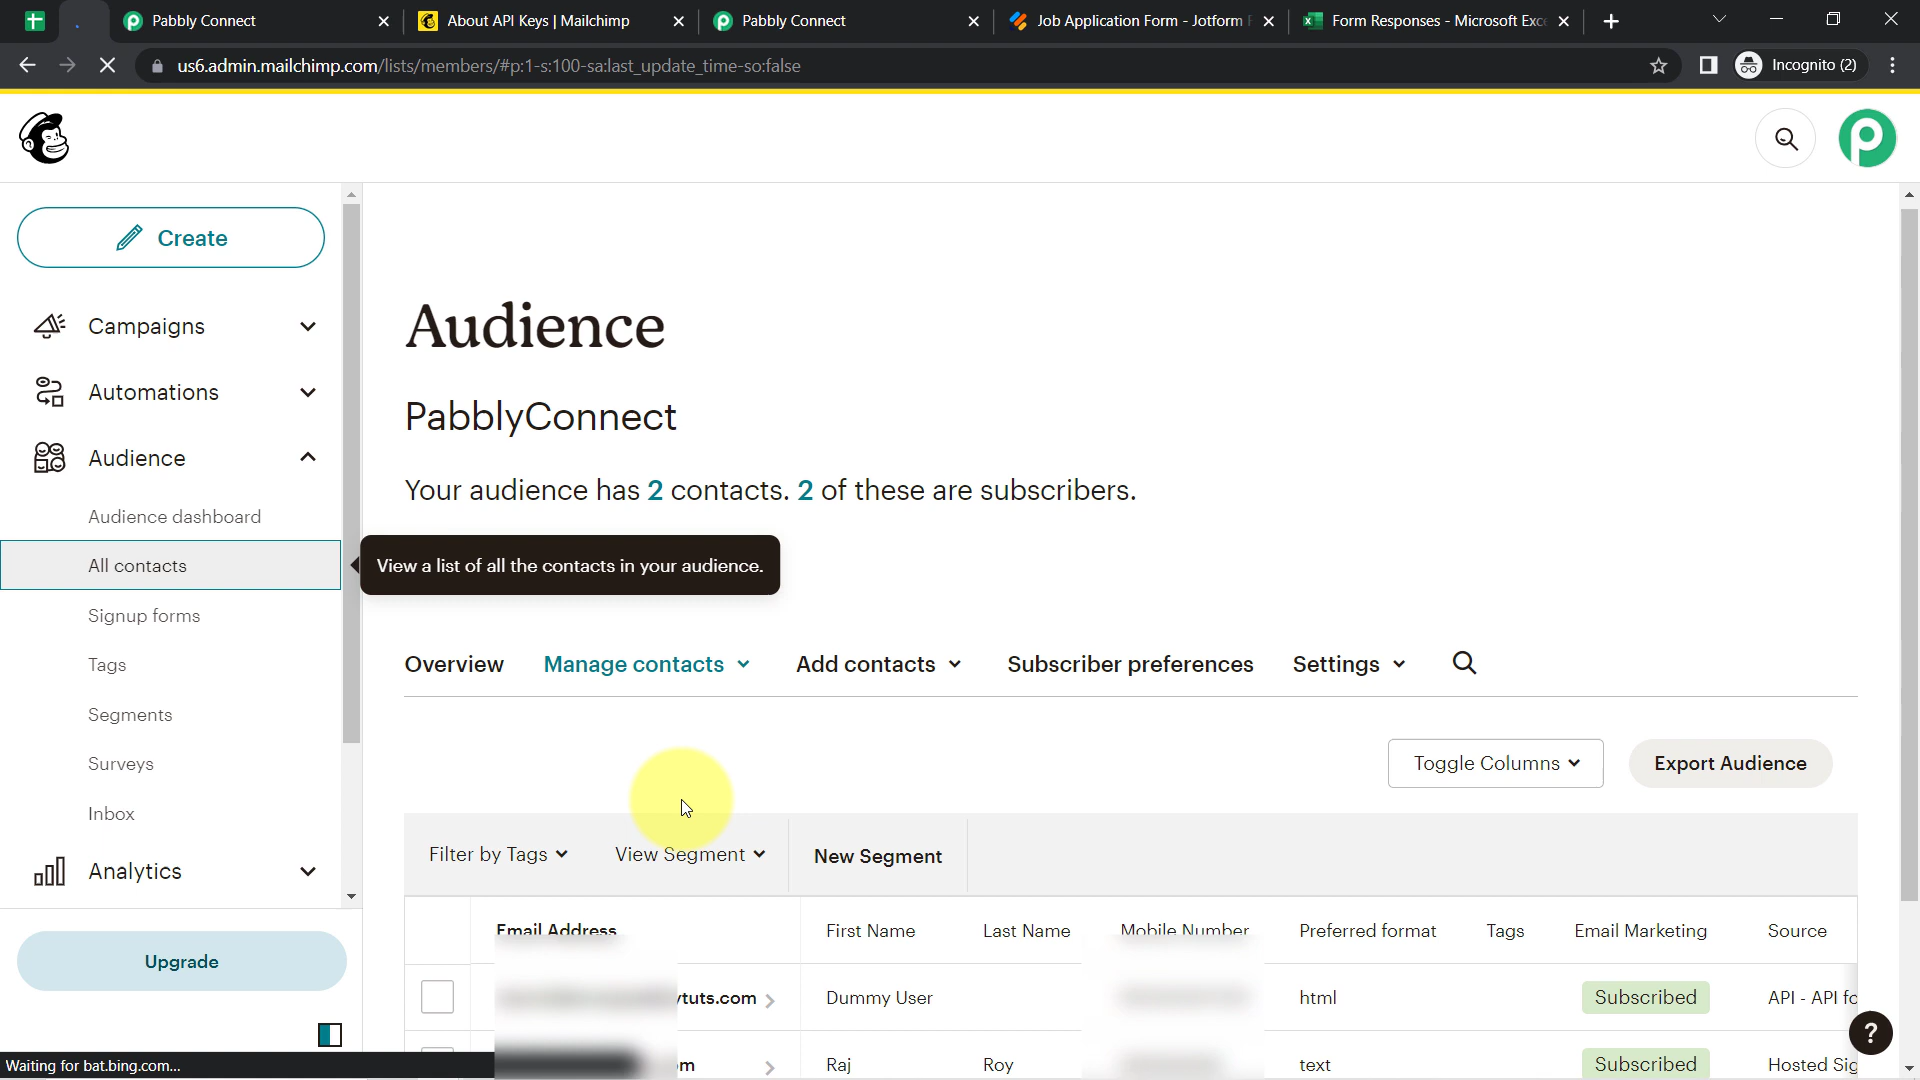 Pabbly Connect
About API Keys | Mailchimp
Pabbly Connect
Job Application Form - Jotform
Form Responses - Microsoft Exc
us6.admin.mailchimp.com/lists/members/#p:1-s:100-sa:last_update_time-so:false
Incognito (2)
Create
Campaigns
Automations
Audience
Audience dashboard
All contacts
Signup forms
Tags
Segments
Surveys
Inbox
Analytics
Upgrade
Waiting for bat.bing.com...
Audience
PabblyConnect
Your audience has 2 contacts. 2 of these are subscribers.
View a list of all the contacts in your audience.
Overview Manage contacts Add contacts Subscriber preferences Settings
Toggle Columns Export Audience
Filter by Tags View Segment New Segment
Email Address First Name Last Name Mobile Number Preferred format Tags Email Marketing Source
tuts.com Dummy User html Subscribed API - API fo
m Raj Roy text Subscribed Hosted Sig
?